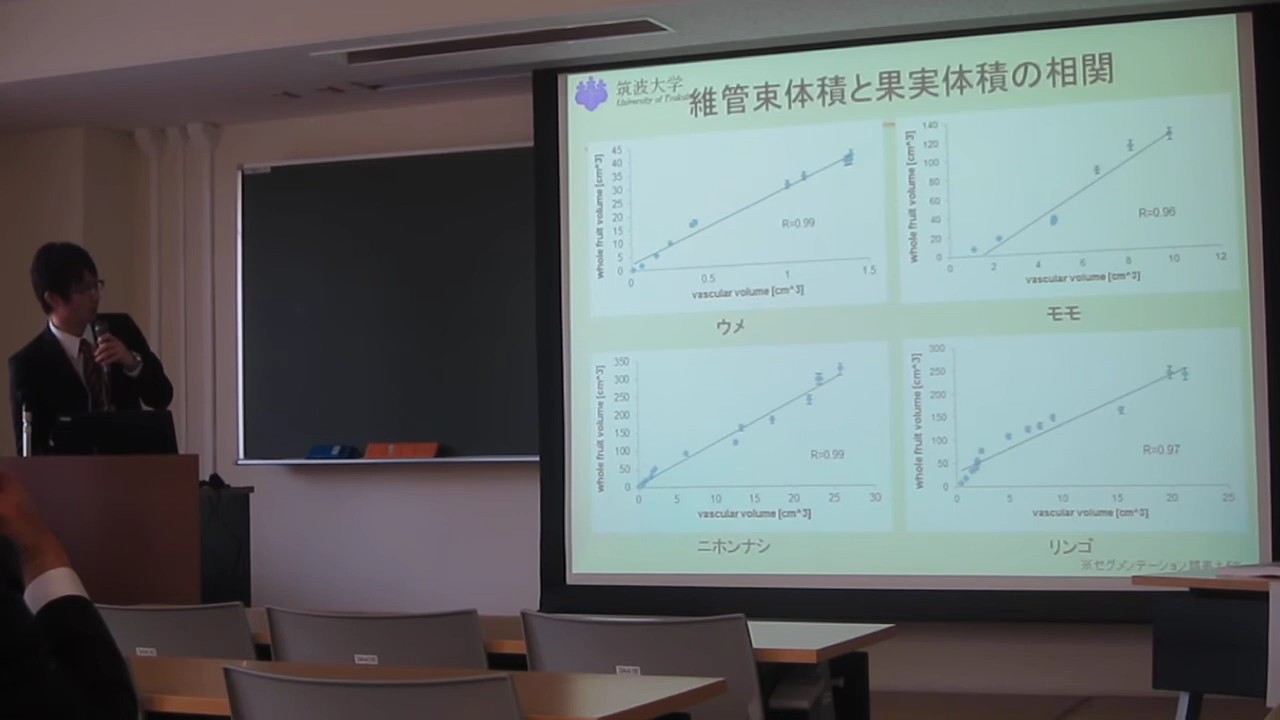 筑波大学
University of Tsukuba
維管束体積と果実体積の相関
whole fruit volume [cm^3]
45
40
35
30
25
20
15
10
5
0
R=0.99
0
0.5
1
1.5
vascular volume [cm^3]
ウメ
whole fruit volume [cm^3]
140
120
100
80
60
40
20
0
R=0.96
0
2
4
6
8
10
12
vascular volume [cm^3]
モモ
whole fruit volume [cm^3]
350
300
250
200
150
100
50
0
R=0.99
0
5
10
15
20
25
30
vascular volume [cm^3]
ニホンナシ
whole fruit volume [cm^3]
300
250
200
150
100
50
0
R=0.97
0
5
10
15
20
25
vascular volume [cm^3]
リンゴ
※セグメンテーション